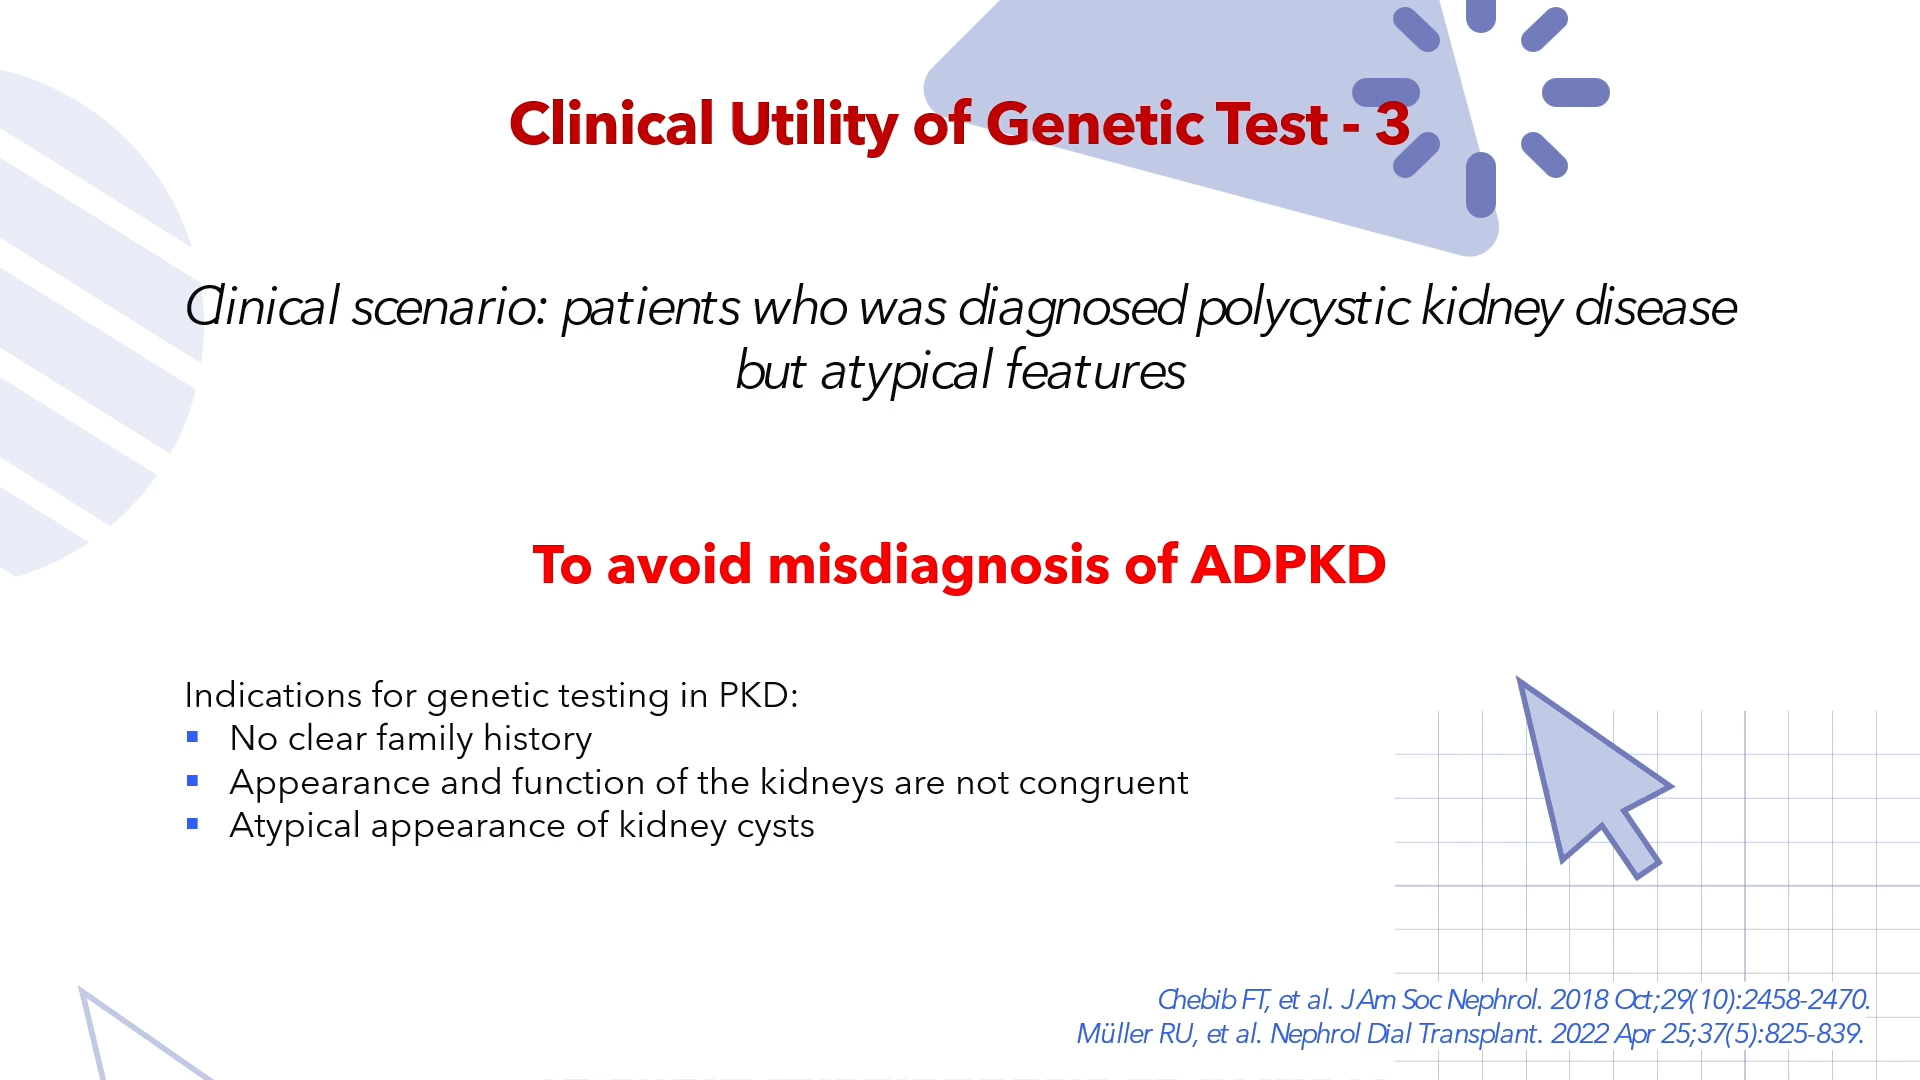 Clinical Utility of Genetic Test - 3
Clinical scenario: patients who was diagnosed polycystic kidney disease
but atypical features
To avoid misdiagnosis of ADPKD
Indications for genetic testing in PKD:
▪ No clear family history
▪ Appearance and function of the kidneys are not congruent
▪ Atypical appearance of kidney cysts
Chebib FT, et al. J Am Soc Nephrol. 2018 Oct;29(10):2458-2470.
Müller RU, et al. Nephrol Dial Transplant. 2022 Apr 25;37(5):825-839.